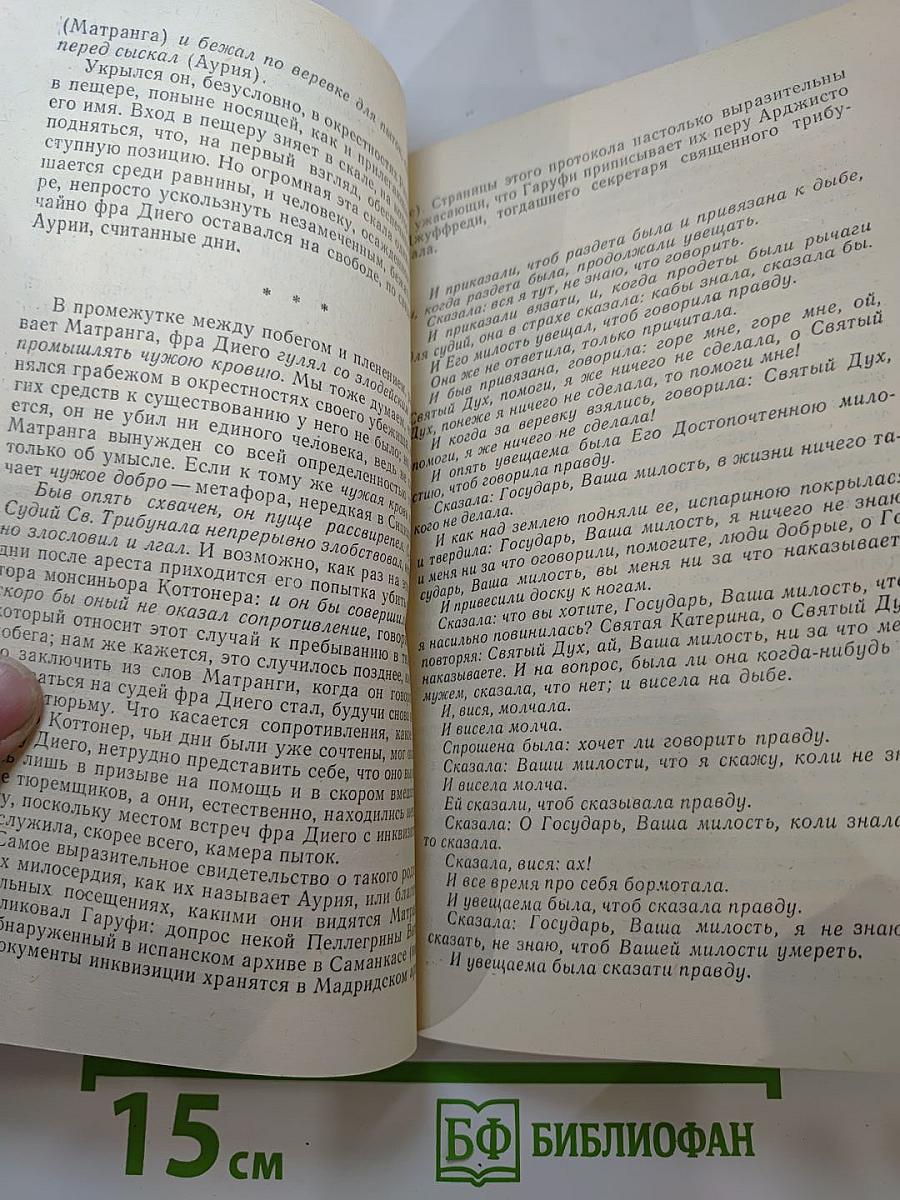 (Матранга) и бежал по веревке для пыток,
перед сыскал (Аурия).
Укрылся он, безусловно, в окрестностях
в пещере, поныне носящей, как и
его имя. Вход в пещеру зияет в скале, на
подняться, что, на первый взгляд,
ступную позицию. Но огромная эта скала
шается среди равнины, и человеку,
ре, непросто ускользнуть незамеченным.
чайно фра Диего оставался на свободе, по
Аурии, считанные дни.
* * *
В промежутке между побегом и пленением,
вает Матранга, фра Диего гулял со
промышлять чужою кровию. Мы тоже думаем,
нялся грабежом в окрестностях своего убежища,
гих средств к существованию у него не было;
ется, он не убил ни единого человека, ведь
Матранга вынужден со всей определенностью
только об умысле. Если к тому же чужая
чает чужое добро — метафора, нередкая в
Быв опять схвачен, он пуще рассвирепел,
Судий Св. Трибунала непрерывно злобствовал,
но злословил и лгал. И возможно, как раз на
дни после ареста приходится его попытка убить
тора монсиньора Коттонера: и он бы совершил
скоро бы оный не оказал сопротивление,
который относит этот случай к пребыванию в
обега; нам же кажется, это случилось позднее,
о заключить из слов Матранги, когда он
аться на судей фра Диего стал, будучи снова
тюрьму. Что касается сопротивления,
Коттонер, чьи дни были уже сочтены, мог
Диего, нетрудно представить себе, что оно
лишь в призыве на помощь и в скором
е тюремщиков, а они, естественно, находились
у, поскольку местом встреч фра Диего с
служила, скорее всего, камера пыток.
Самое выразительное свидетельство о такого
х милосердия, как их называет Аурия, или
льных посещениях, какими они видятся
ликовал Гаруфи: допрос некой Пеллегрины
бнаруженный в испанском архиве в Саманкасе
окументы инквизиции хранятся в Мадридском
Страницы этого протокола настолько выразительны
ужасающи, что Гаруфи приписывает их перу Арджисто
жуффреди, тогдашнего секретаря священного трибу-
ала.
И приказали, чтоб раздета была и привязана к дыбе,
и, когда раздета была, продолжали увещать.
Сказала: вся я тут, не знаю, что говорить.
И приказали вязати, и, когда продеты были рычаги
для судий, она в страхе сказала: кабы знала, сказала бы.
И Его милость увещал, чтоб говорила правду.
Она же не ответила, только причитала.
И быв привязана, говорила: горе мне, горе мне, ой,
Святый Дух, помоги, я же ничего не сделала, о Святый
Дух, понеже я ничего не сделала, то помоги мне!
И когда за веревку взялись, говорила: Святый Дух,
помоги, я же ничего не сделала!
И опять увещаема была Его Достопочтенною мило-
стию, чтоб говорила правду.
Сказала: Государь, Ваша милость, в жизни ничего та-
кого не делала.
И как над землею подняли ее, испариною покрылася
и твердила: Государь, Ваша милость, я ничего не знаю
и меня ни за что оговорили, помогите, люди добрые, о Го
сударь, Ваша милость, вы меня ни за что наказывает
И привесили доску к ногам.
Сказала: что вы хотите, Государь, Ваша милость, чт
я насильно повинилась? Святая Катерина, о Святый Ду
повторяя: Святый Дух, ай, Ваша милость, ни за что ме
наказываете. И на вопрос, была ли она когда-нибудь
мужем, сказала, что нет; и висела на дыбе.
И, вися, молчала.
И висела молча.
Спрошена была: хочет ли говорить правду.
Сказала: Ваши милости, что я скажу, коли не з
И висела молча.
Ей сказали, чтоб сказывала правду.
Сказала: О Государь, Ваша милость, коли знала
то сказала.
Сказала, вися: ах!
И все время про себя бормотала.
И увещаема была, чтоб сказала правду.
Сказала: Государь, Ваша милость, я не знаю
сказать, не знаю, чтоб Вашей милости умереть.
И увещаема была сказати правду.
15 см
БФ БИБЛИОФАН